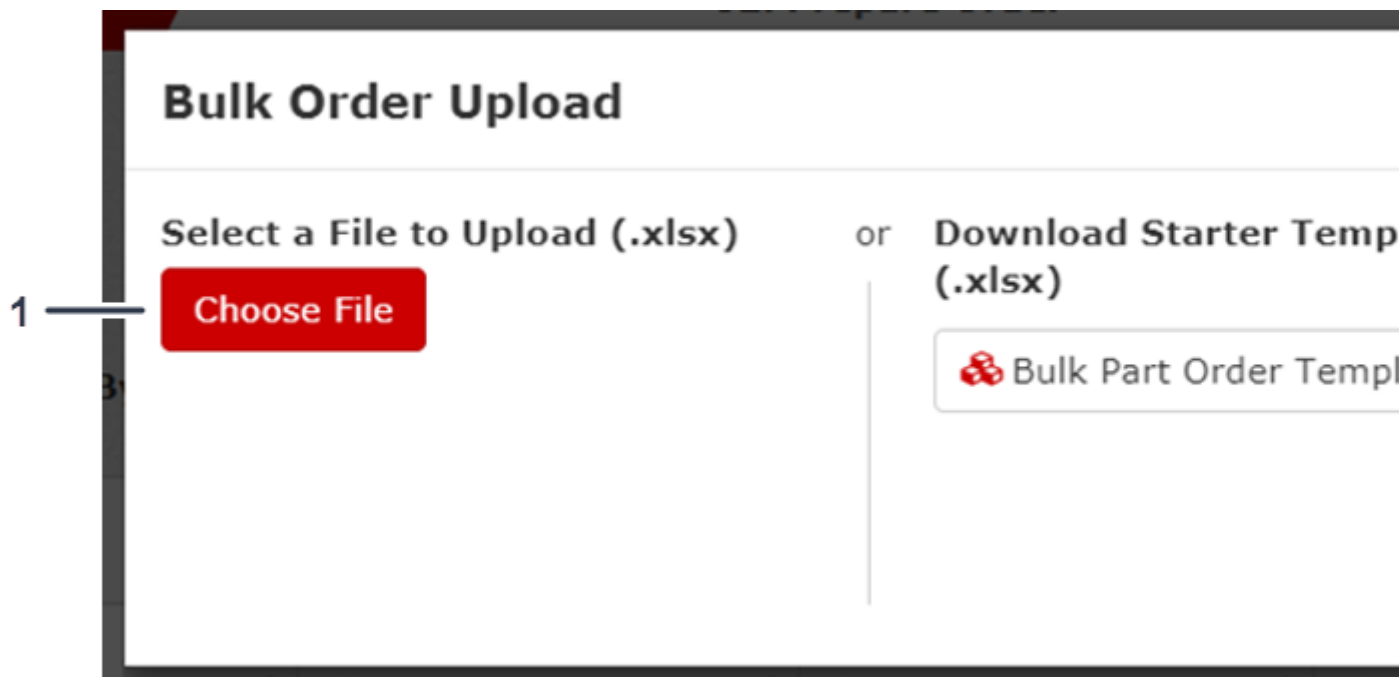 Bulk Order Upload
Select a File to Upload (.xlsx)
or
Download Starter Temp
(.xlsx)
1
Choose File
Bulk Part Order Templ